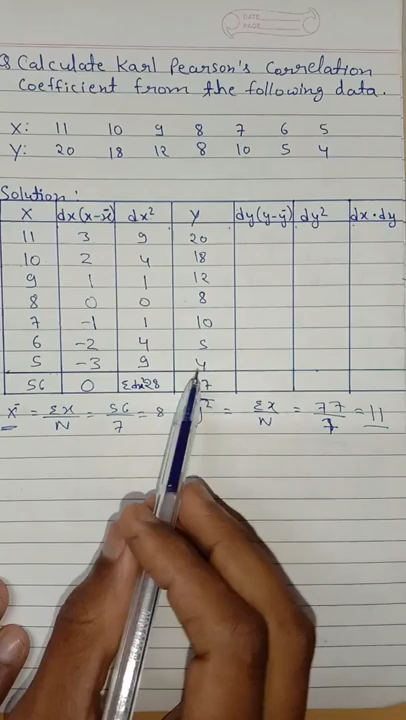 DATE
PAGE
Q Calculate Karl Pearson's Correlation
Coefficient from the following data.
X: 11 10 9 8 7 6 5
Y: 20 18 12 8 10 5 4
Solution:
X dx(x-x̄) dx² Y dy(y-ȳ) dy² dx·dy
11 3 9 20
10 2 4 18
9 1 1 12
8 0 0 8
7 -1 1 10
6 -2 4 5
5 -3 9 4
56 0 Σdx²28 7
x̄ = Σx/N = 56/7 = 8 = Σx/N = 77/7 = 11